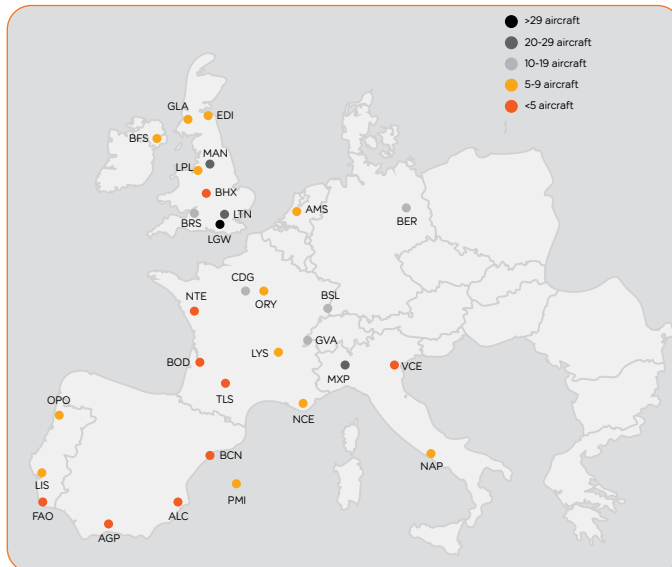 >29 aircraft
20-29 aircraft
10-19 aircraft
5-9 aircraft
<5 aircraft
GLA
EDI
BFS
MAN
LPL
BHX
BRS
LTN
LGW
AMS
BER
CDG
ORY
BSL
NTE
GVA
LYS
BOD
MXP
VCE
TLS
NCE
OPO
BCN
NAP
LIS
PMI
FAO
ALC
AGP